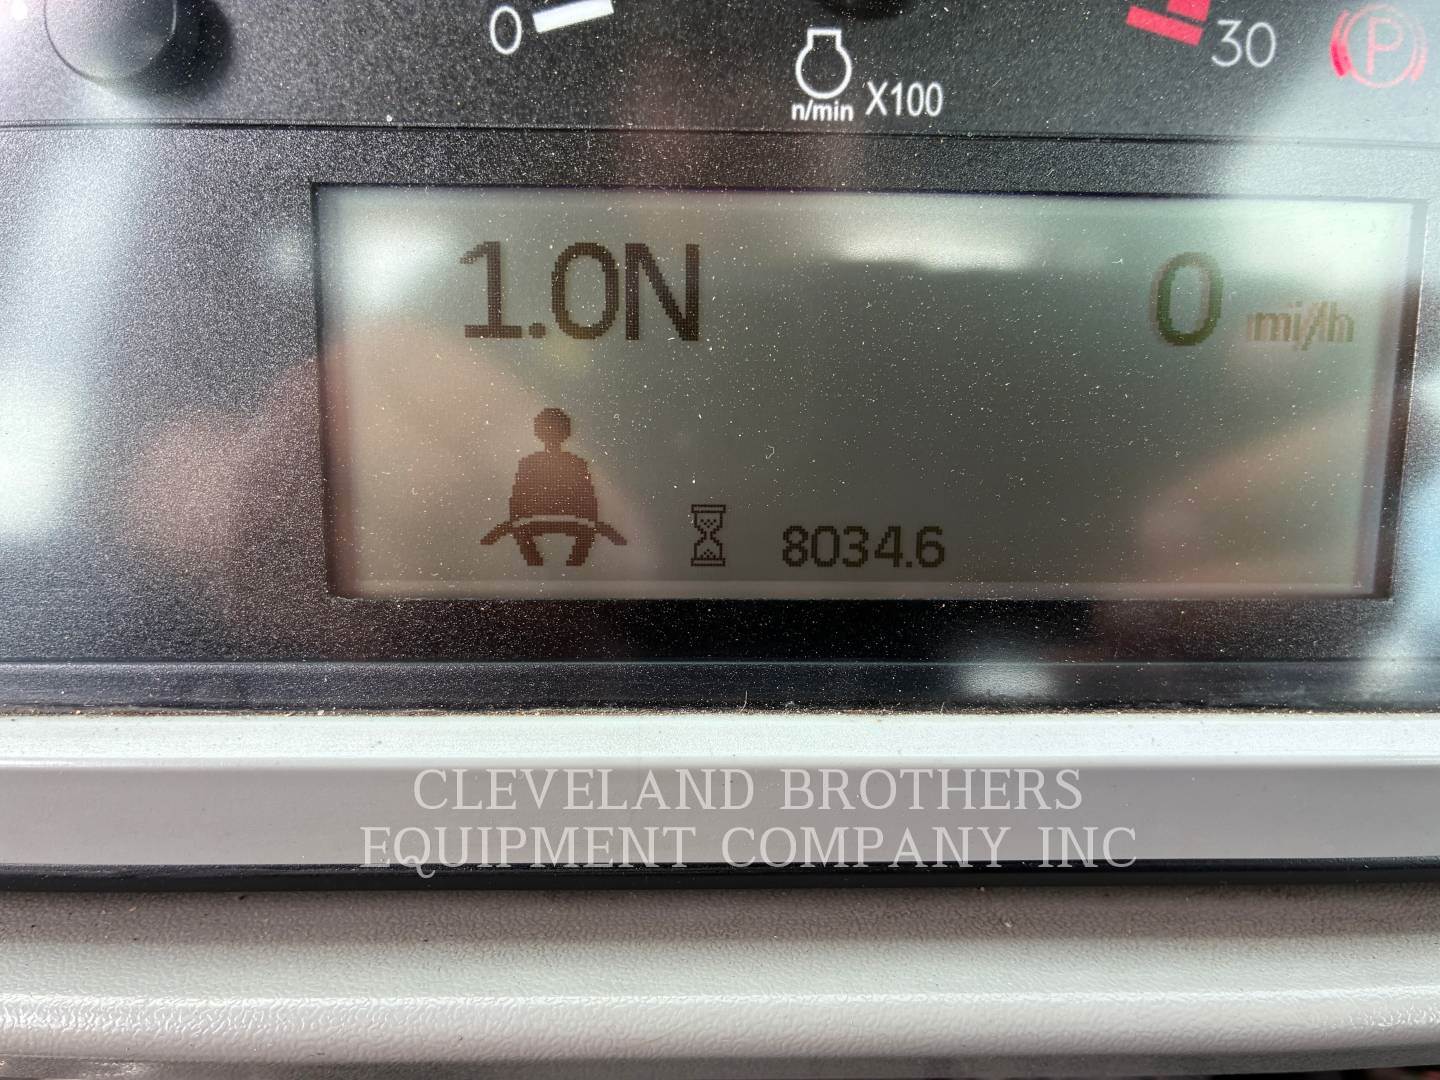 0
30
P
n/min X100
1.0N
0 mi/h
8034.6
CLEVELAND BROTHERS
EQUIPMENT COMPANY INC